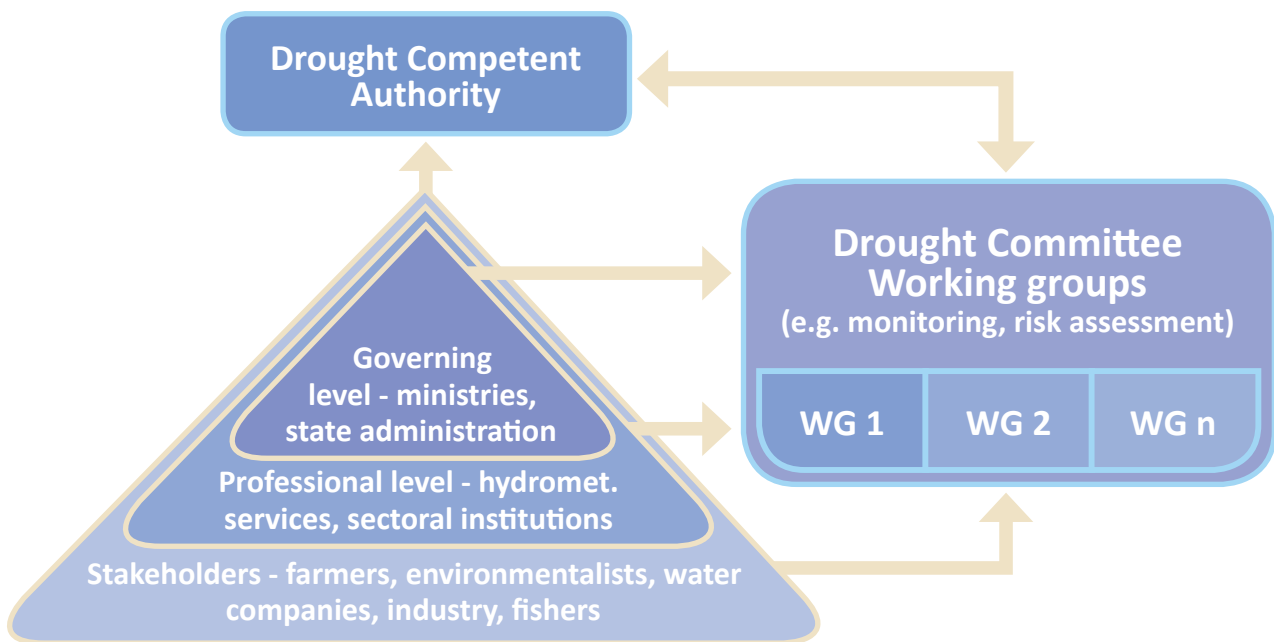 Drought Competent
Authority
Drought Committee
Working groups
(e.g. monitoring, risk assessment)
WG 1
WG 2
WG n
Governing
level - ministries,
state administration
Professional level - hydromet.
services, sectoral institutions
Stakeholders - farmers, environmentalists, water
companies, industry, fishers